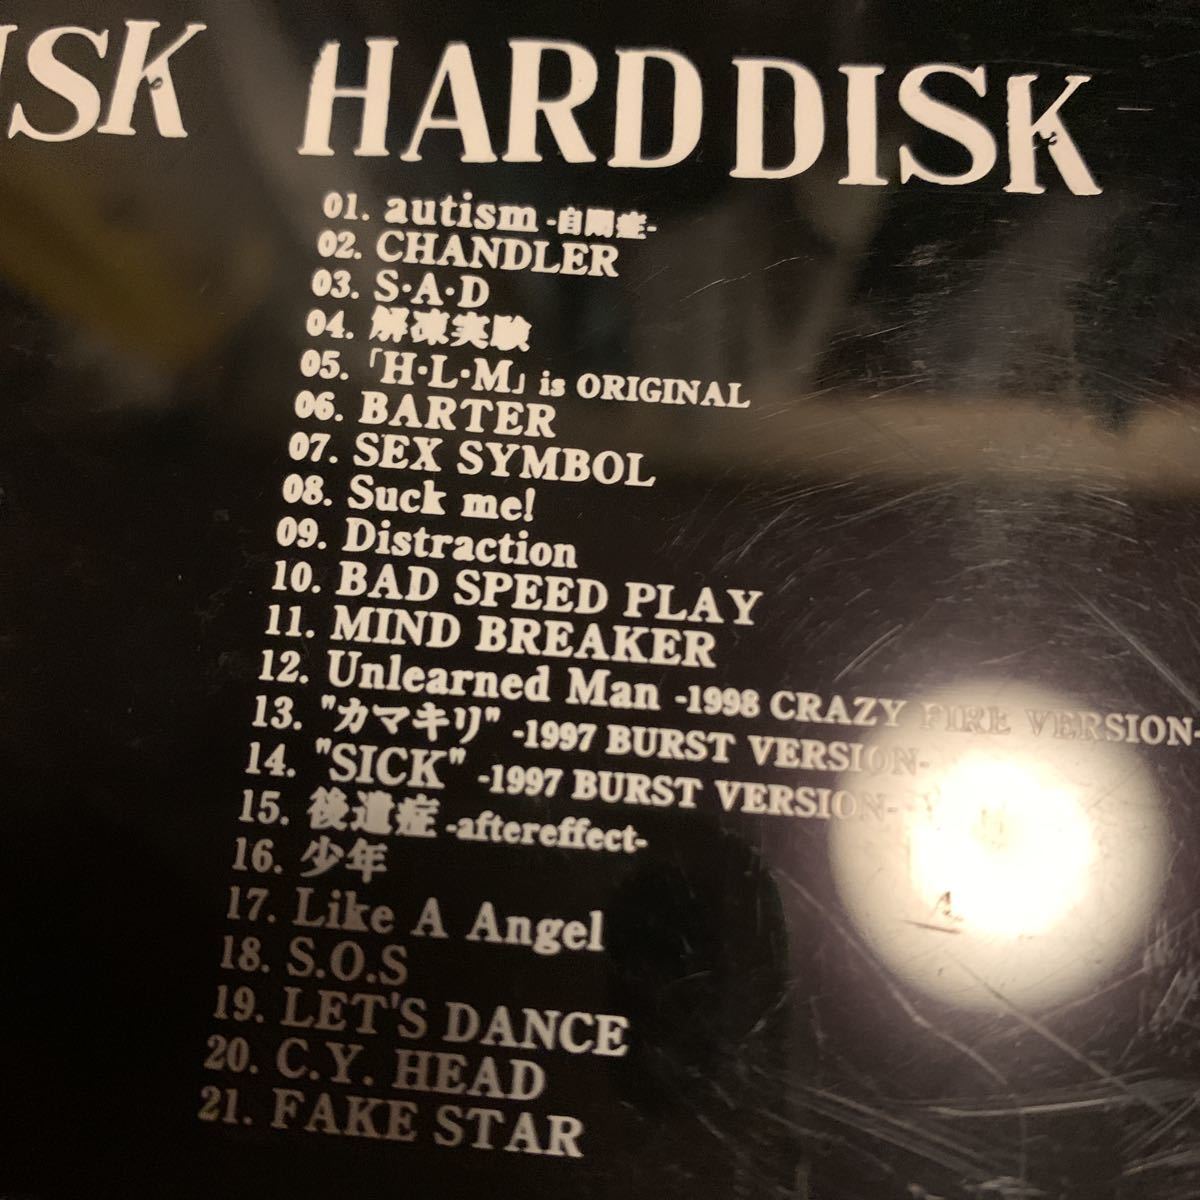 ISK HARD DISK
01. autism -自閉症-
02. CHANDLER
03. S·A·D
04. 解凍実験
05. 「H·L·M」 is ORIGINAL
06. BARTER
07. SEX SYMBOL
08. Suck me!
09. Distraction
10. BAD SPEED PLAY
11. MIND BREAKER
12. Unlearned Man -1998 CRAZY FIRE VERSION-
13. "カマキリ" -1997 BURST VERSION-
14. "SICK" -1997 BURST VERSION-
15. 後遺症 -aftereffect-
16. 少年
17. Like A Angel
18. S.O.S
19. LET'S DANCE
20. C.Y. HEAD
21. FAKE STAR